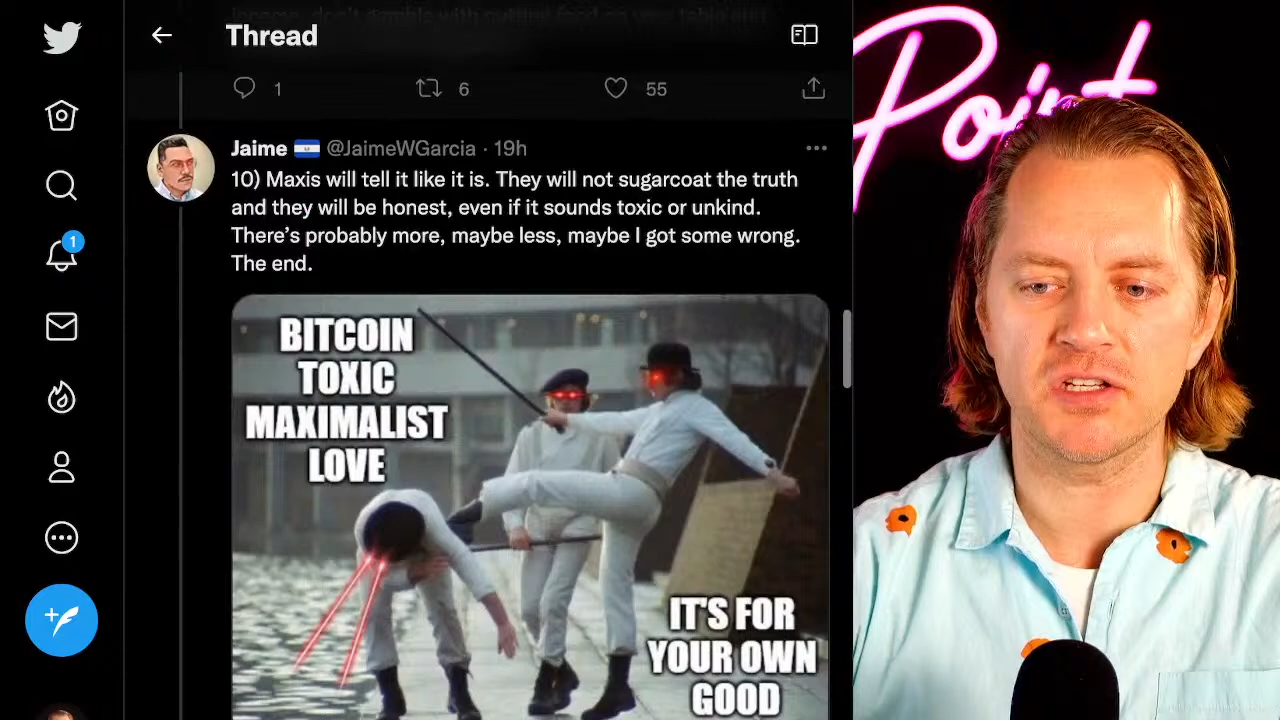 Thread
1
6
55
Jaime @JaimeWGarcia · 19h
10) Maxis will tell it like it is. They will not sugarcoat the truth
and they will be honest, even if it sounds toxic or unkind.
There's probably more, maybe less, maybe I got some wrong.
The end.
1
BITCOIN
TOXIC
MAXIMALIST
LOVE
IT'S FOR
YOUR OWN
GOOD
Point